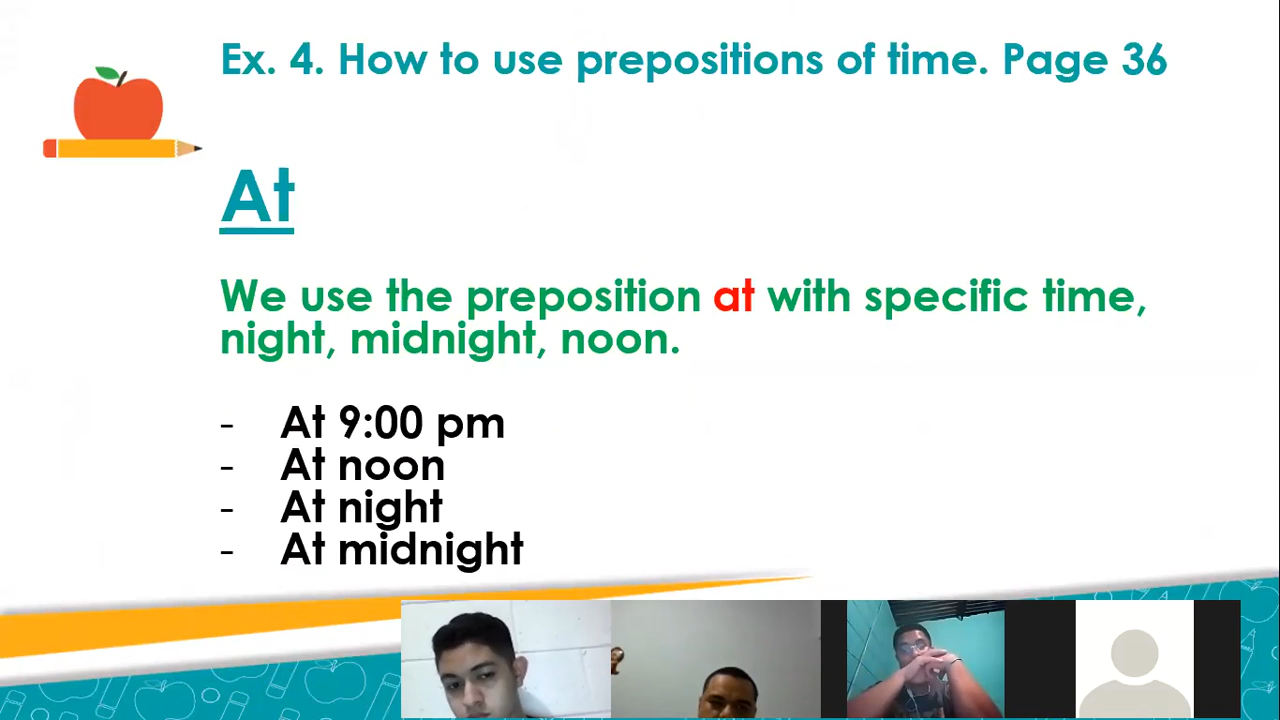 Ex. 4. How to use prepositions of time. Page 36
At
We use the preposition at with specific time,
night, midnight, noon.
- At 9:00 pm
- At noon
- At night
- At midnight